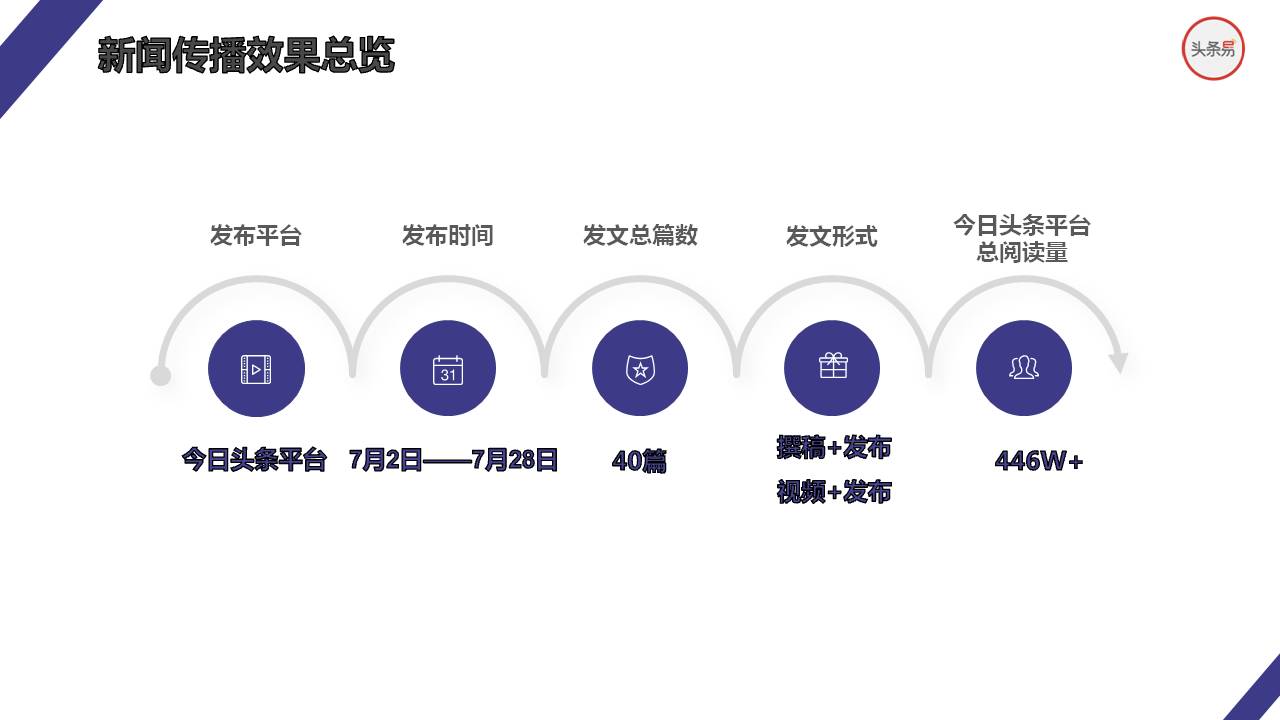 新闻传播效果总览
头条易
发布平台
发布时间
发文总篇数
发文形式
今日头条平台
总阅读量
31
今日头条平台
7月2日——7月28日
40篇
撰稿+发布
视频+发布
446W+